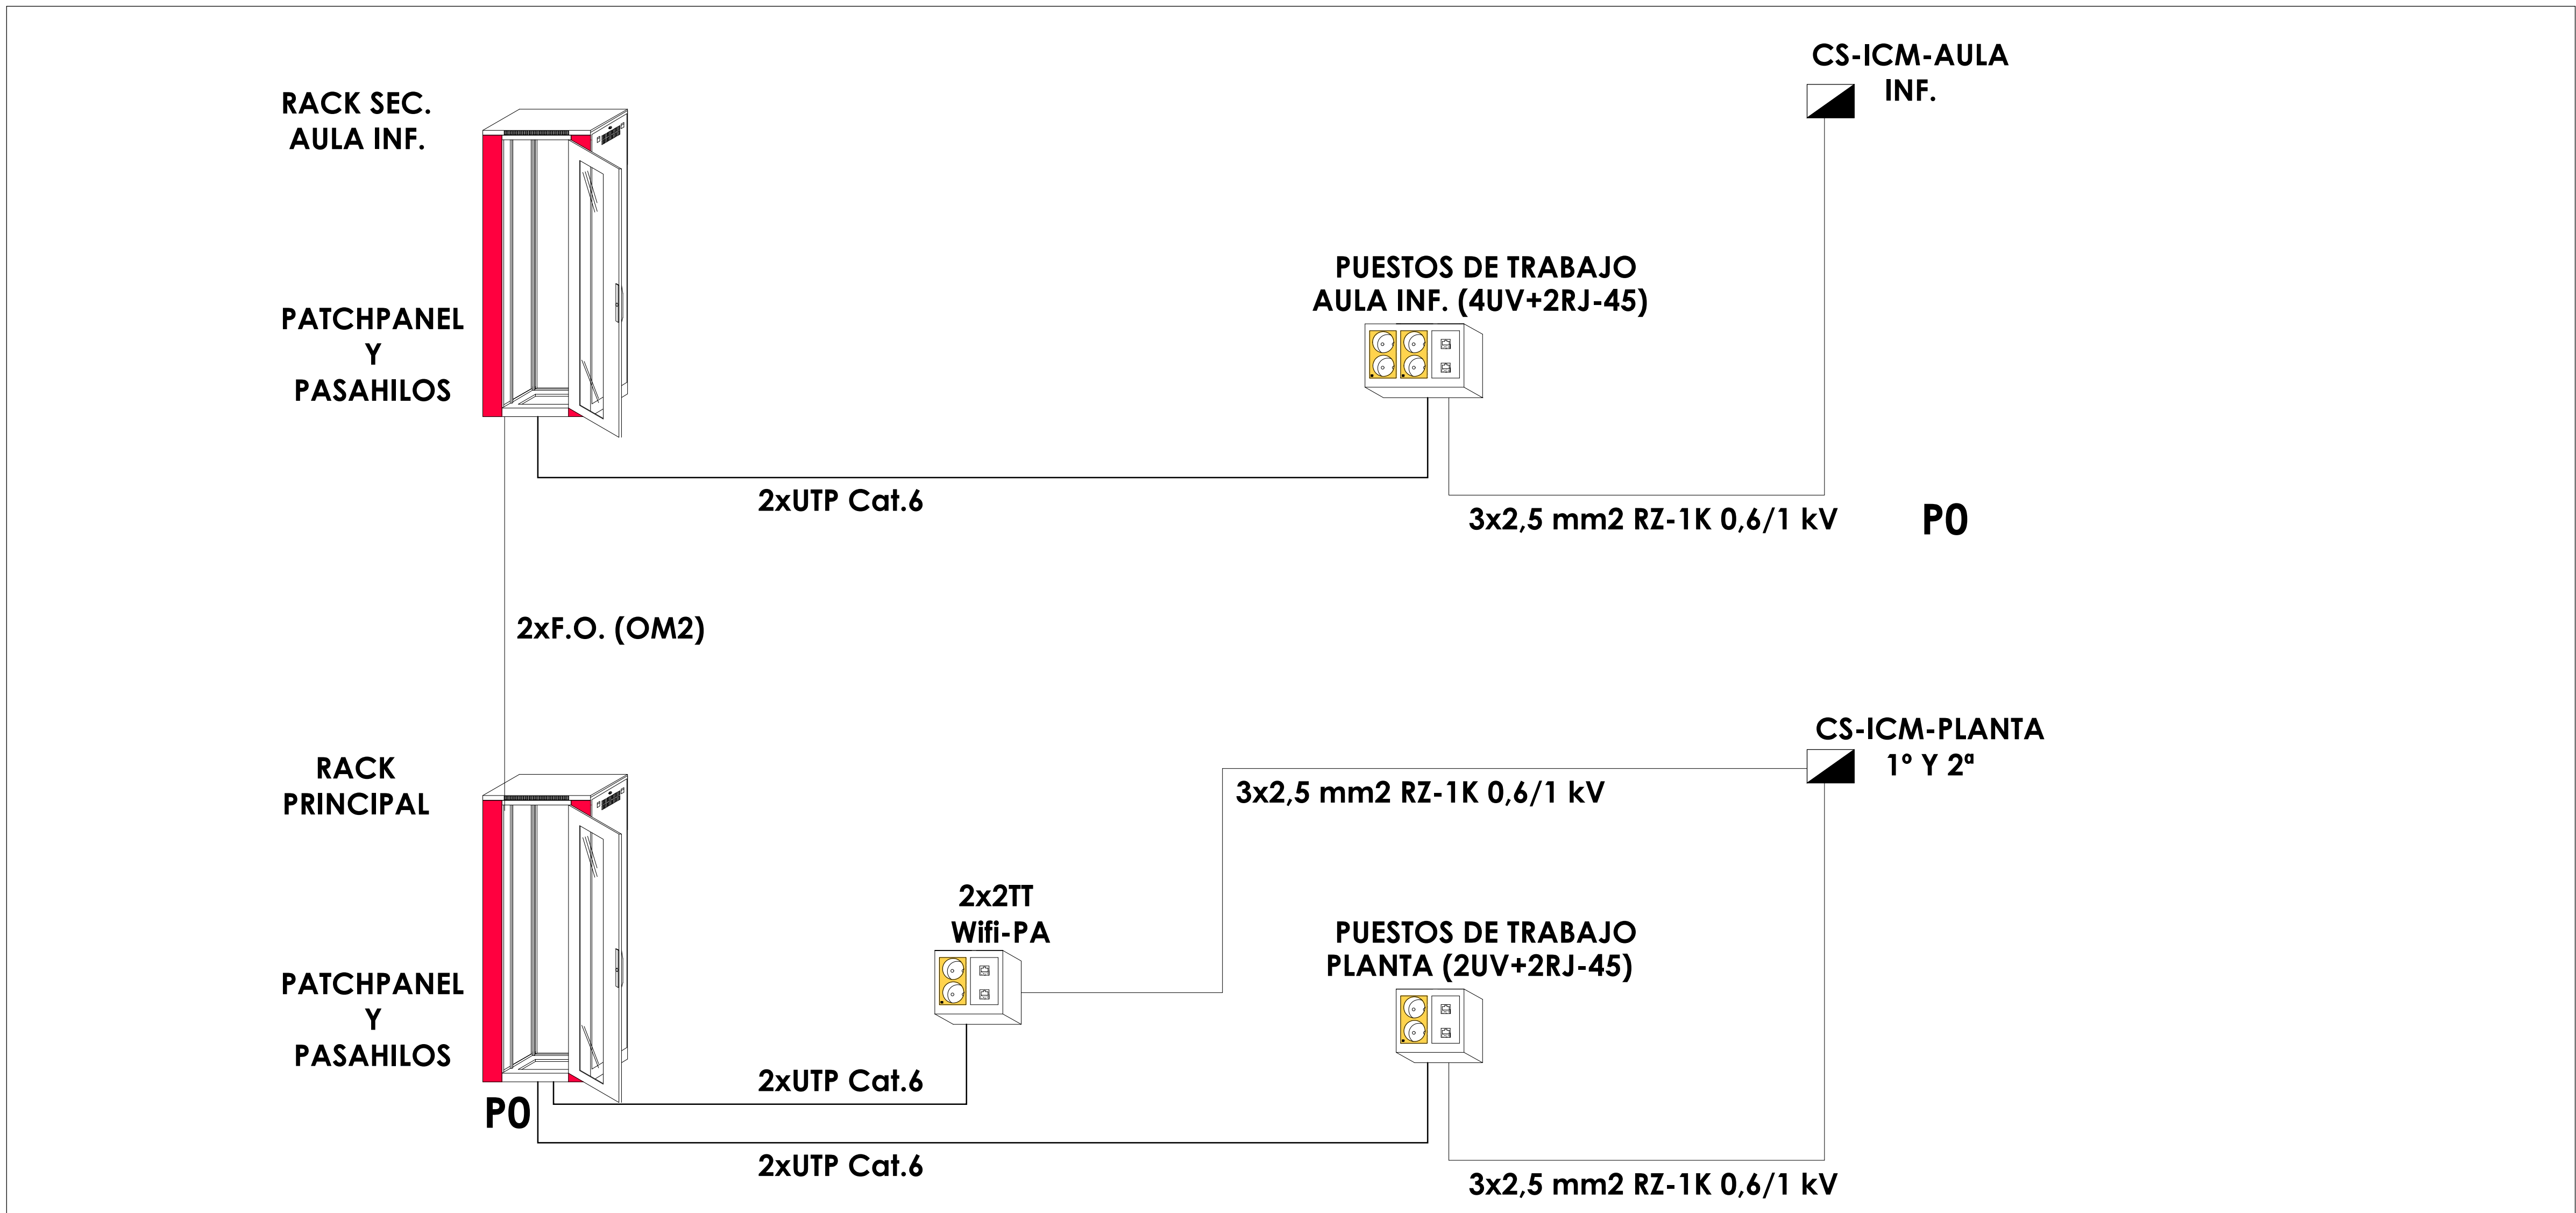 CS-ICM-AULA
INF.
RACK SEC.
AULA INF.
PUESTOS DE TRABAJO
AULA INF. (4UV+2RJ-45)
PATCHPANEL
Y
PASAHILOS
2xUTP Cat.6
3x2,5 mm2 RZ-1K 0,6/1 kV
P0
2xF.O. (OM2)
CS-ICM-PLANTA
1º Y 2ª
RACK
PRINCIPAL
3x2,5 mm2 RZ-1K 0,6/1 kV
2x2TT
Wifi-PA
PUESTOS DE TRABAJO
PLANTA (2UV+2RJ-45)
PATCHPANEL
Y
PASAHILOS
2xUTP Cat.6
P0
2xUTP Cat.6
3x2,5 mm2 RZ-1K 0,6/1 kV